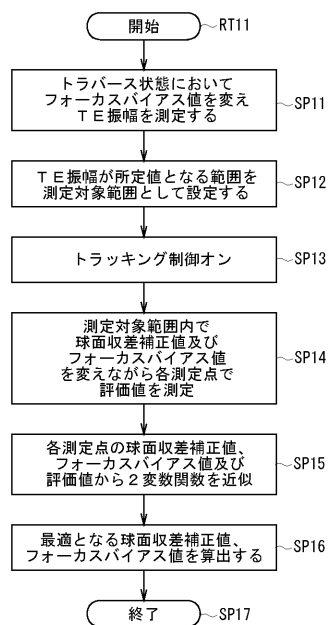 開始
RT11
トラバース状態において
フォーカスバイアス値を変え
ＴＥ振幅を測定する
SP11
ＴＥ振幅が所定値となる範囲を
測定対象範囲として設定する
SP12
トラッキング制御オン
SP13
測定対象範囲内で
球面収差補正値及び
フォーカスバイアス値
を変えながら各測定点で
評価値を測定
SP14
各測定点の球面収差補正値、
フォーカスバイアス値及び
評価値から２変数関数を近似
SP15
最適となる球面収差補正値、
フォーカスバイアス値を算出する
SP16
終了
SP17